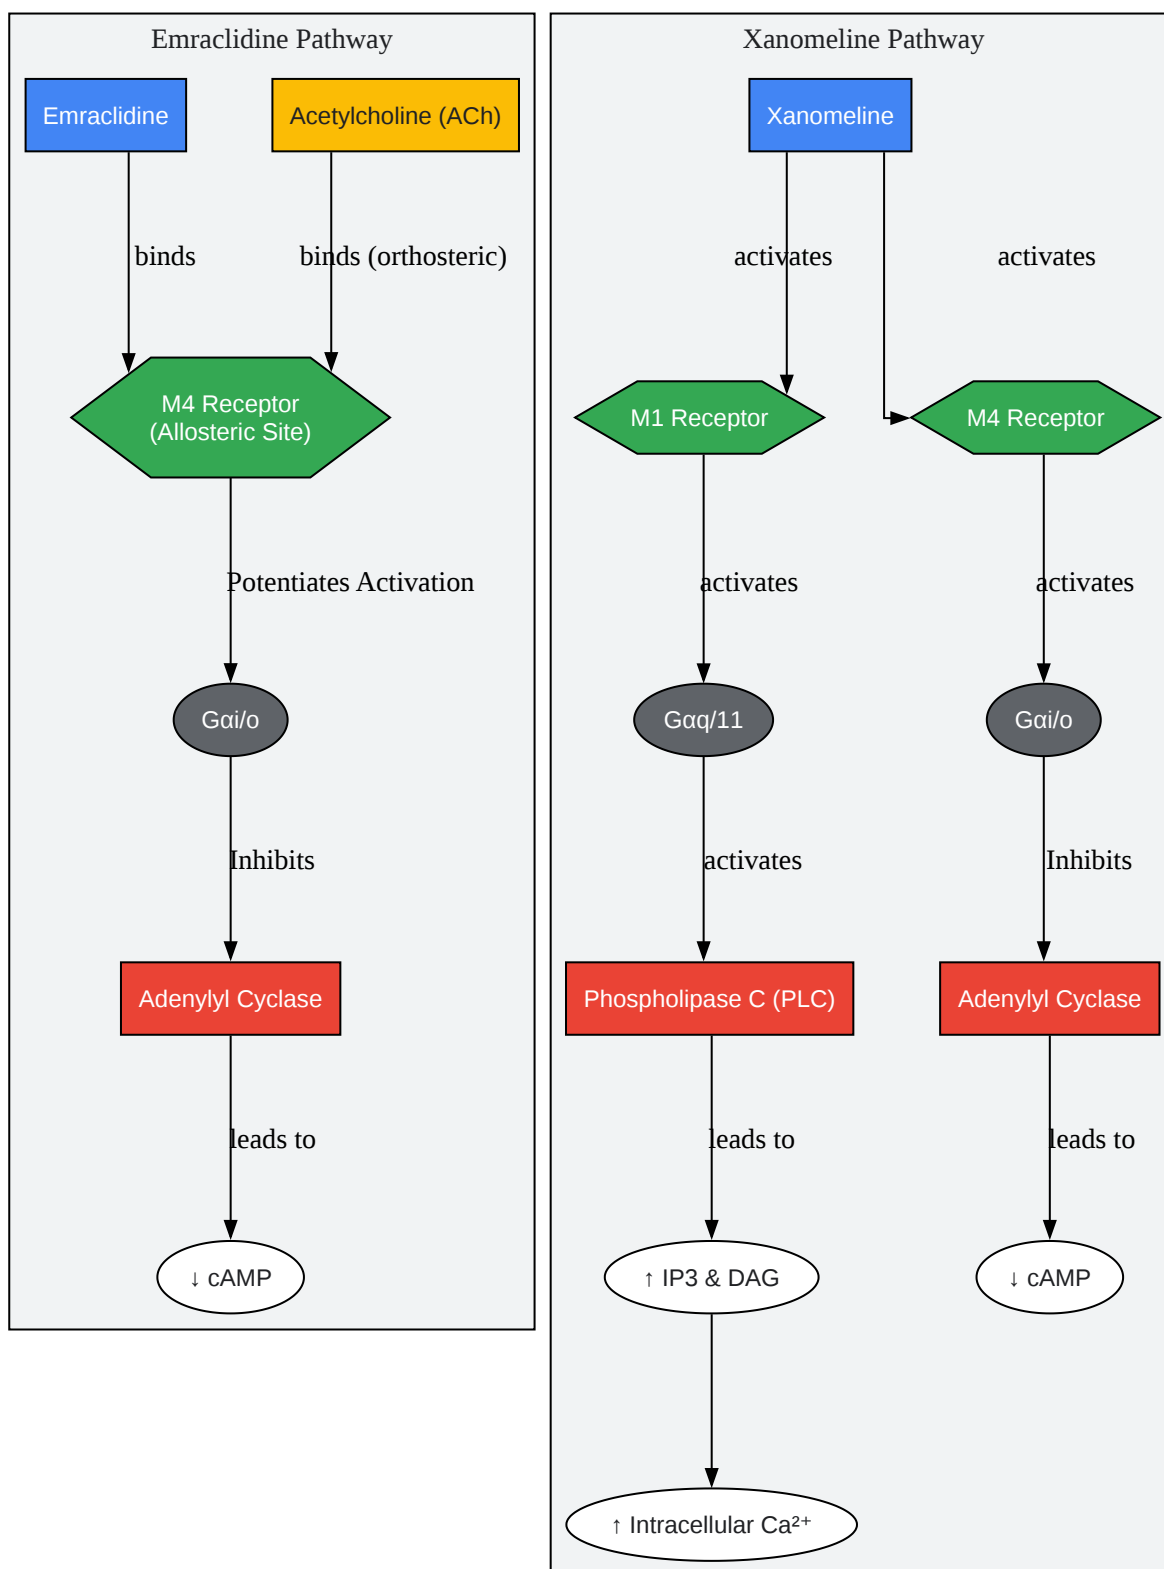 Emraclidine Pathway
Emraclidine
Acetylcholine (ACh)
binds
binds (orthosteric)
M4 Receptor
(Allosteric Site)
Potentiates Activation
Gαi/o
Inhibits
Adenylyl Cyclase
leads to
↓ cAMP
Xanomeline Pathway
Xanomeline
activates
activates
M1 Receptor
M4 Receptor
activates
activates
Gαq/11
Gαi/o
activates
Inhibits
Phospholipase C (PLC)
Adenylyl Cyclase
leads to
leads to
↑ IP3 & DAG
↓ cAMP
↑ Intracellular Ca²⁺